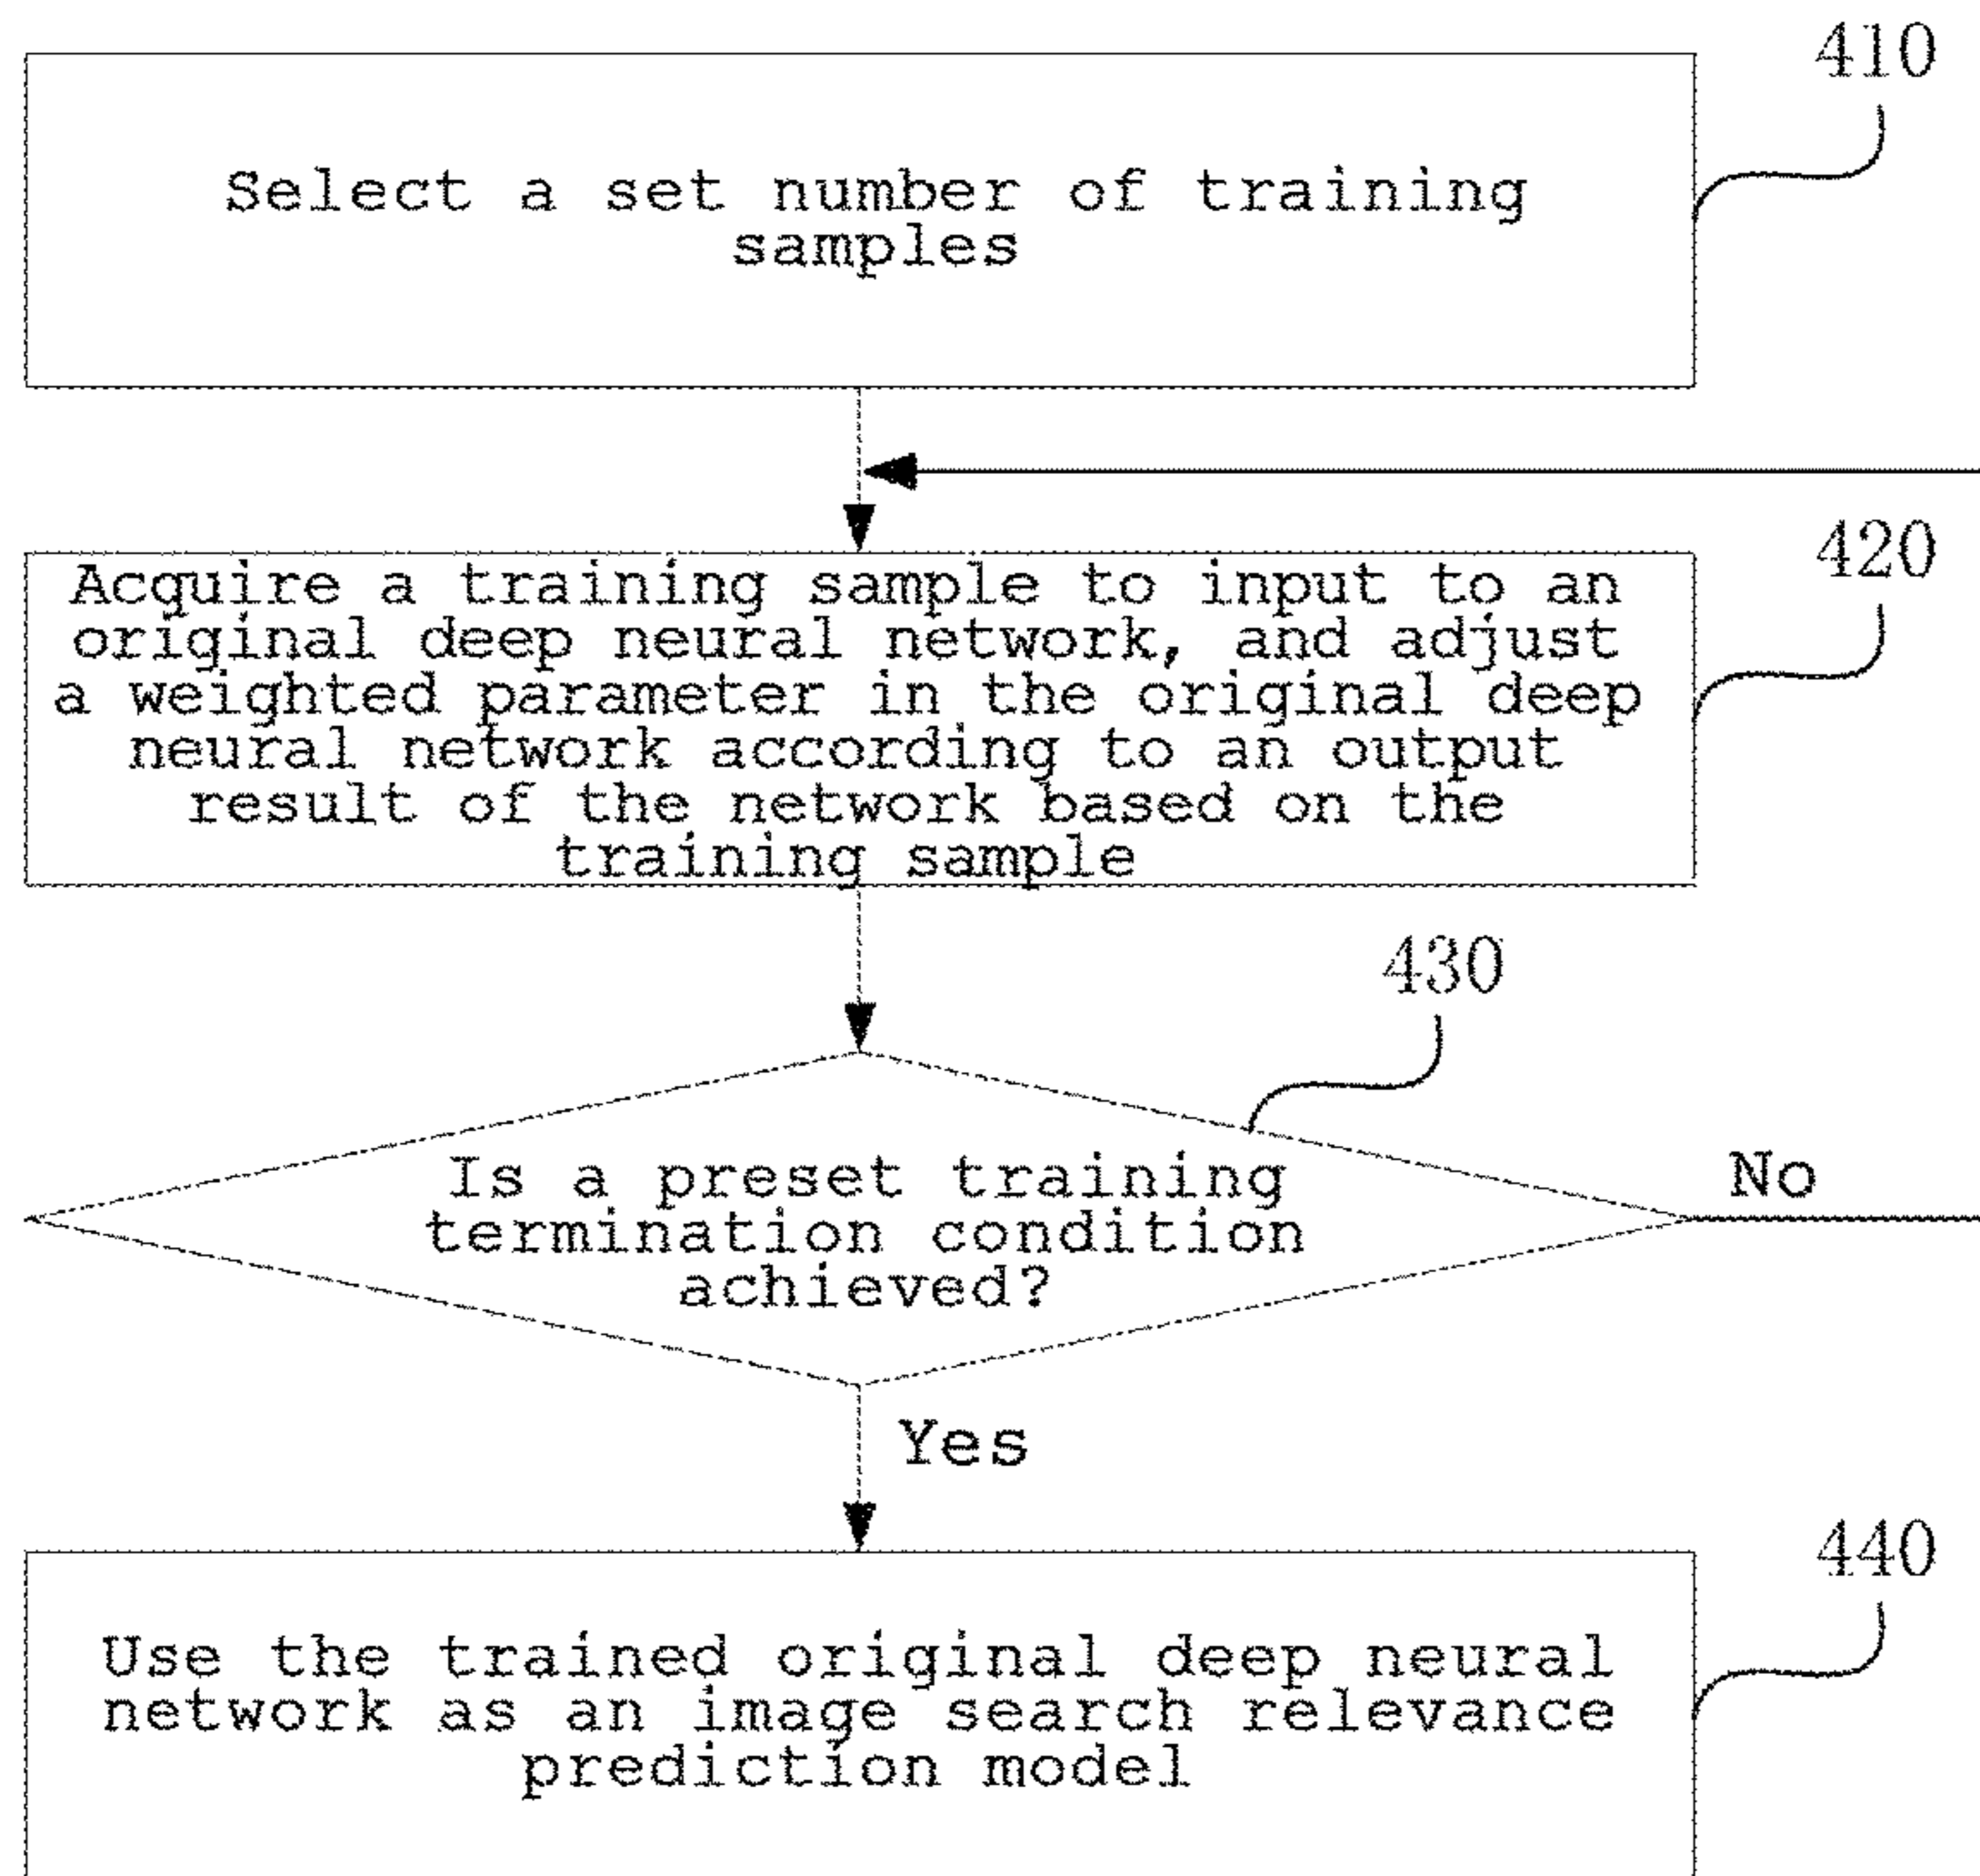 410
Select a set number of training
samples
420
Acquire a training sample to input to an
original deep neural network, and adjust
a weighted parameter in the original deep
neural network according to an output
result of the network based on the
training sample
430
Is a preset training
termination condition
achieved?
No
Yes
440
Use the trained original deep neural
network as an image search relevance
prediction model